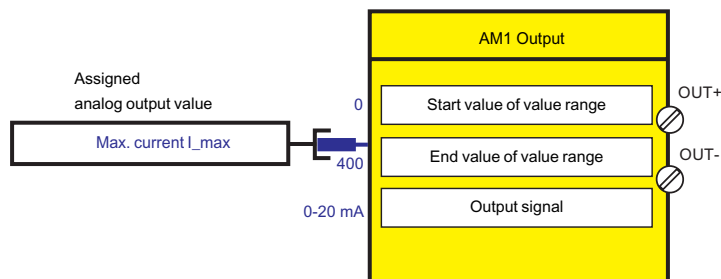 AM1 Output
Assigned
analog output value
0
Start value of value range
OUT+
Max. current I_max
400
End value of value range
OUT-
0-20 mA
Output signal